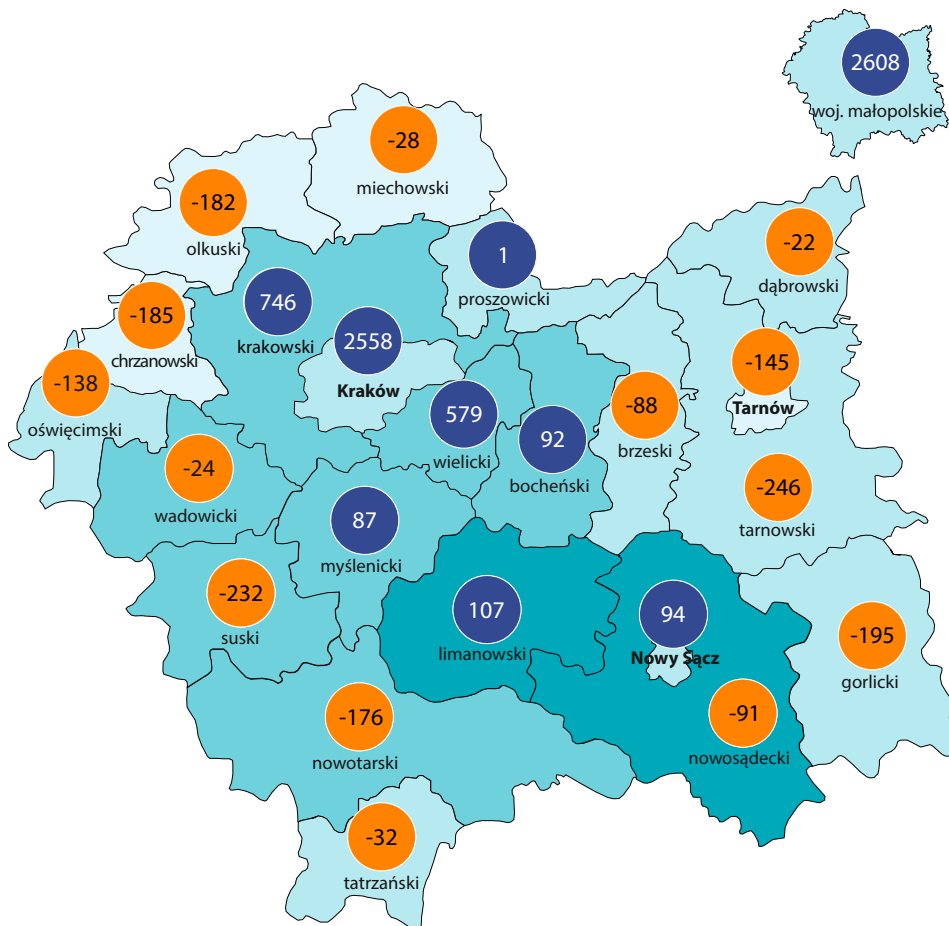 2608
woj. małopolskie
-28
miechowski
-182
olkuski
-22
dąbrowski
1
proszowicki
746
krakowski
-185
chrzanowski
2558
Kraków
-145
Tarnów
-138
oświęcimski
579
wielicki
-88
brzeski
92
bocheński
-24
wadowicki
-246
tarnowski
87
myślenicki
-232
suski
107
limanowski
94
Nowy Sącz
-195
gorlicki
-176
nowotarski
-91
nowosądecki
-32
tatrzański